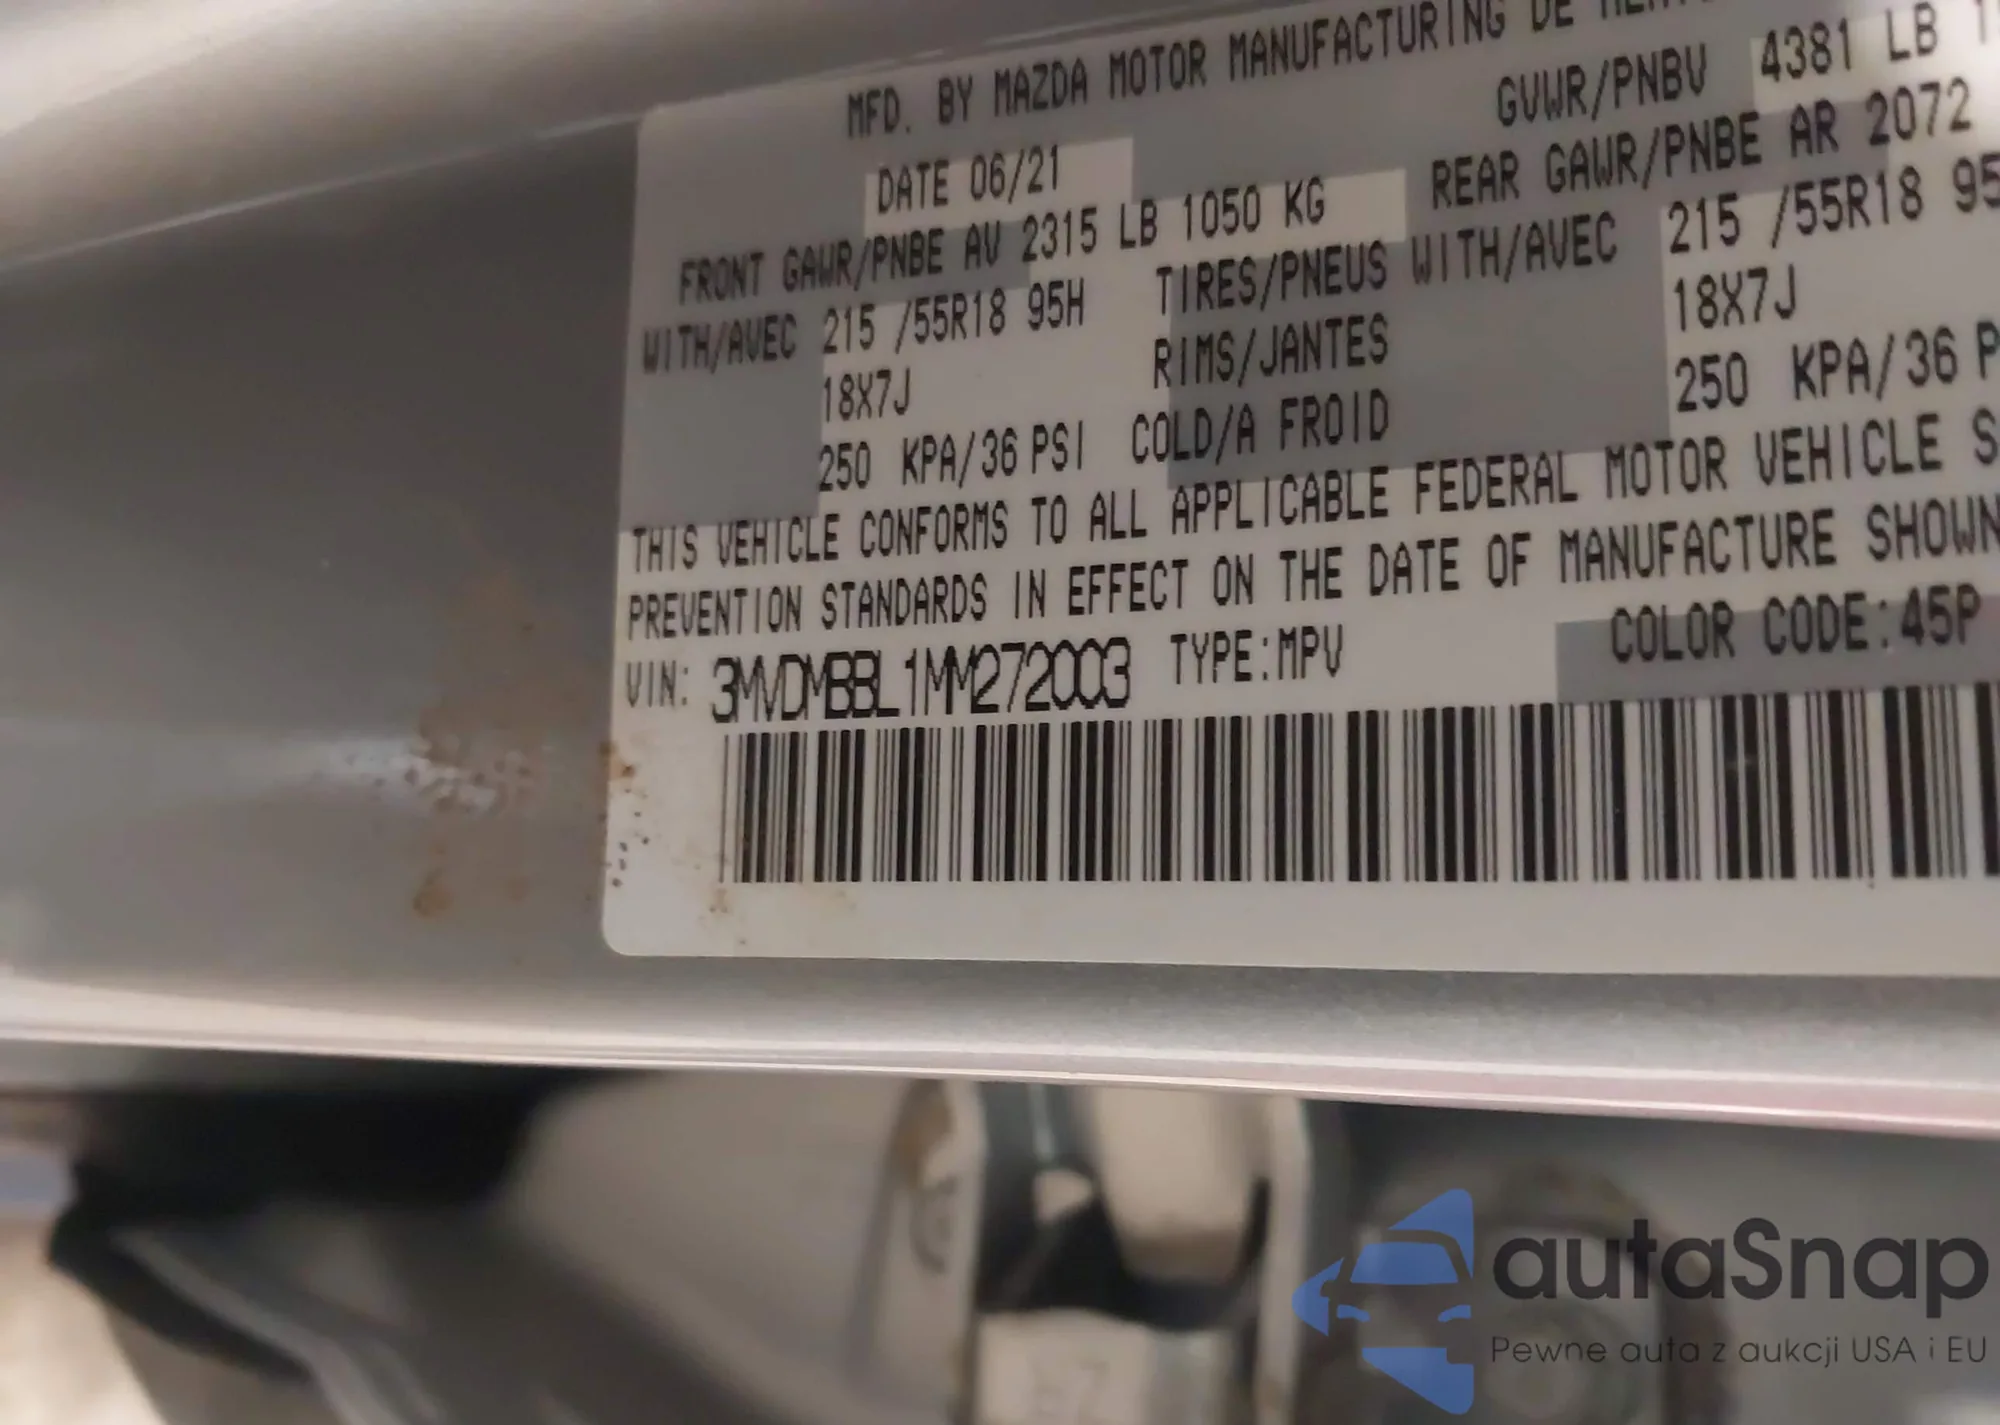 MFD. BY MAZDA MOTOR MANUFACTURING DE
DATE 06/21
GVWR/PNBV 4381 LB
FRONT GAWR/PNBE AV 2315 LB 1050 KG
REAR GAWR/PNBE AR 2072
WITH/AVEC 215 /55R18 95H
TIRES/PNEUS WITH/AVEC 215 /55R18 95
18X7J
RIMS/JANTES
18X7J
250 KPA/36 PSI
COLD/A FROID
250 KPA/36 P
THIS VEHICLE CONFORMS TO ALL APPLICABLE FEDERAL MOTOR VEHICLE S
PREVENTION STANDARDS IN EFFECT ON THE DATE OF MANUFACTURE SHOWN
VIN: 3MVDMBBL1MM272003 TYPE:MPV
COLOR CODE:45P
autaSnap
Pewne auta z aukcji USA i EU